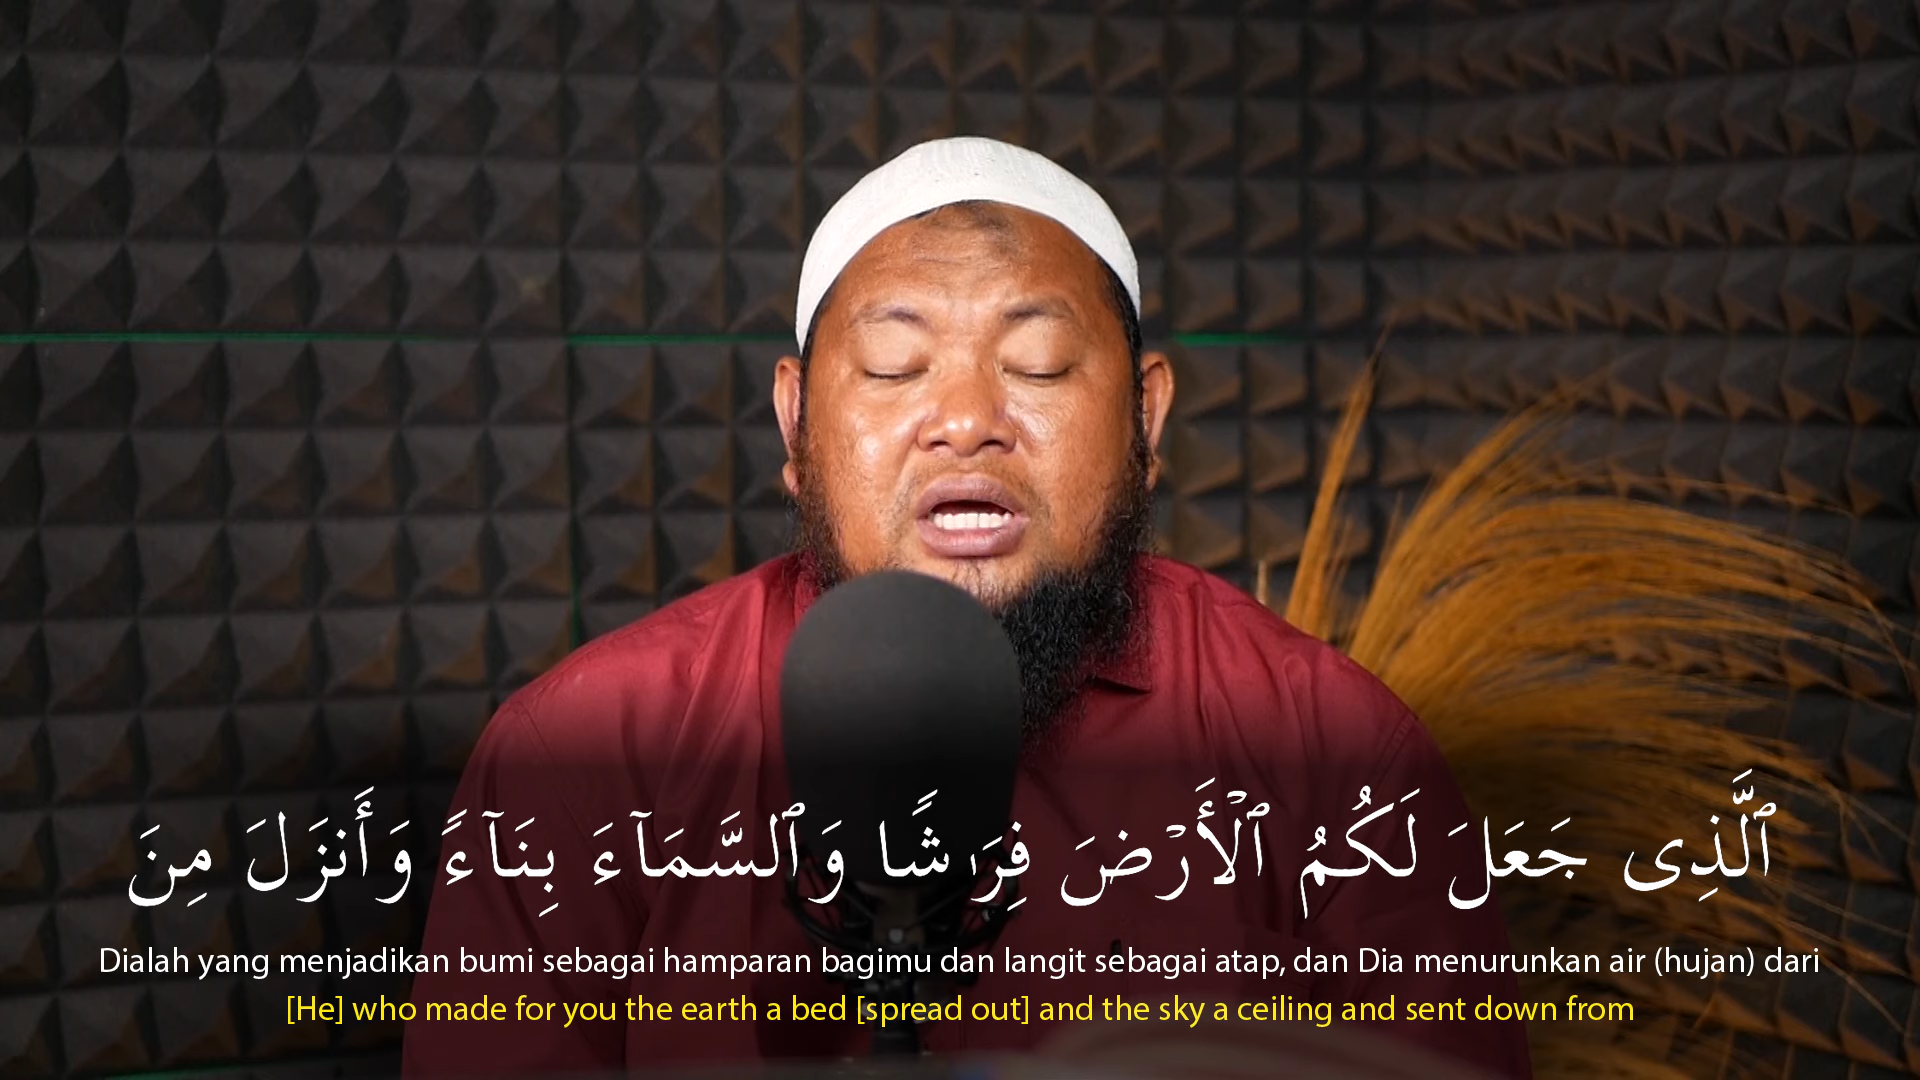 ٱلَّذِى جَعَلَ لَكُمُ ٱلْأَرْضَ فِرَٰشًا وَٱلسَّمَآءَ بِنَآءً وَأَنزَلَ مِنَ
Dialah yang menjadikan bumi sebagai hamparan bagimu dan langit sebagai atap, dan Dia menurunkan air (hujan) dari
[He] who made for you the earth a bed [spread out] and the sky a ceiling and sent down from